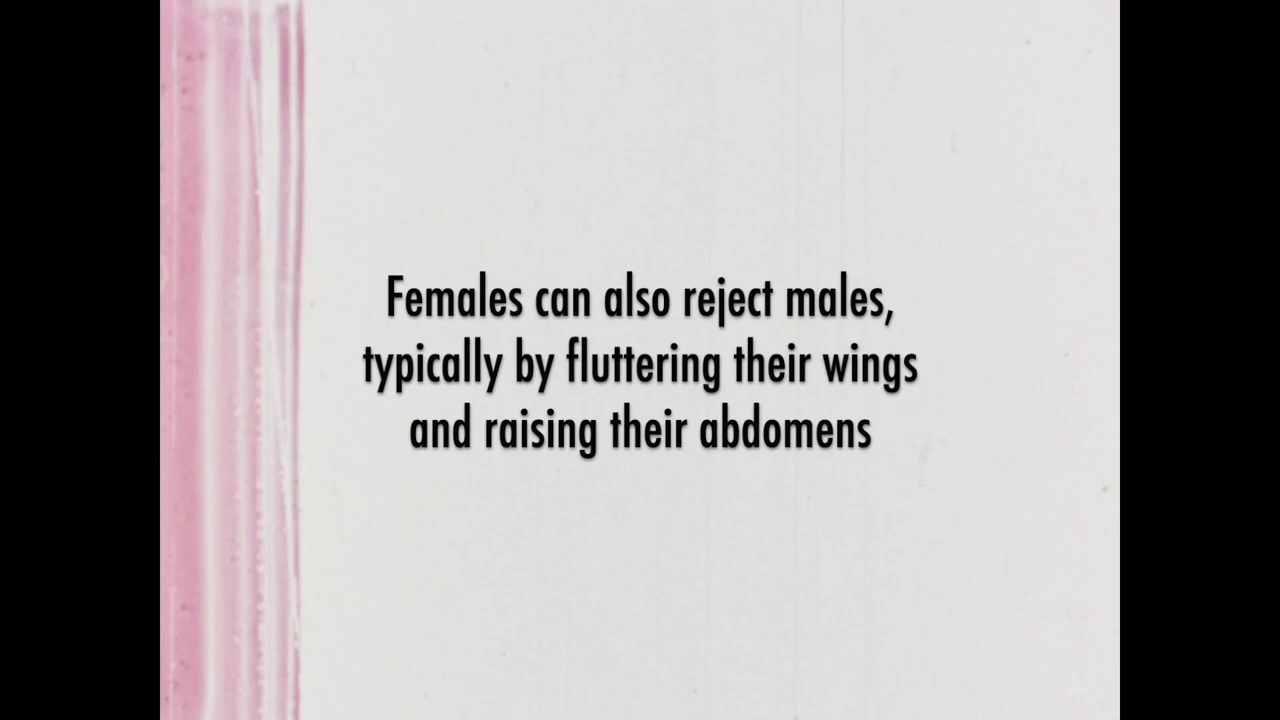 Females can also reject males,
typically by fluttering their wings
and raising their abdomens